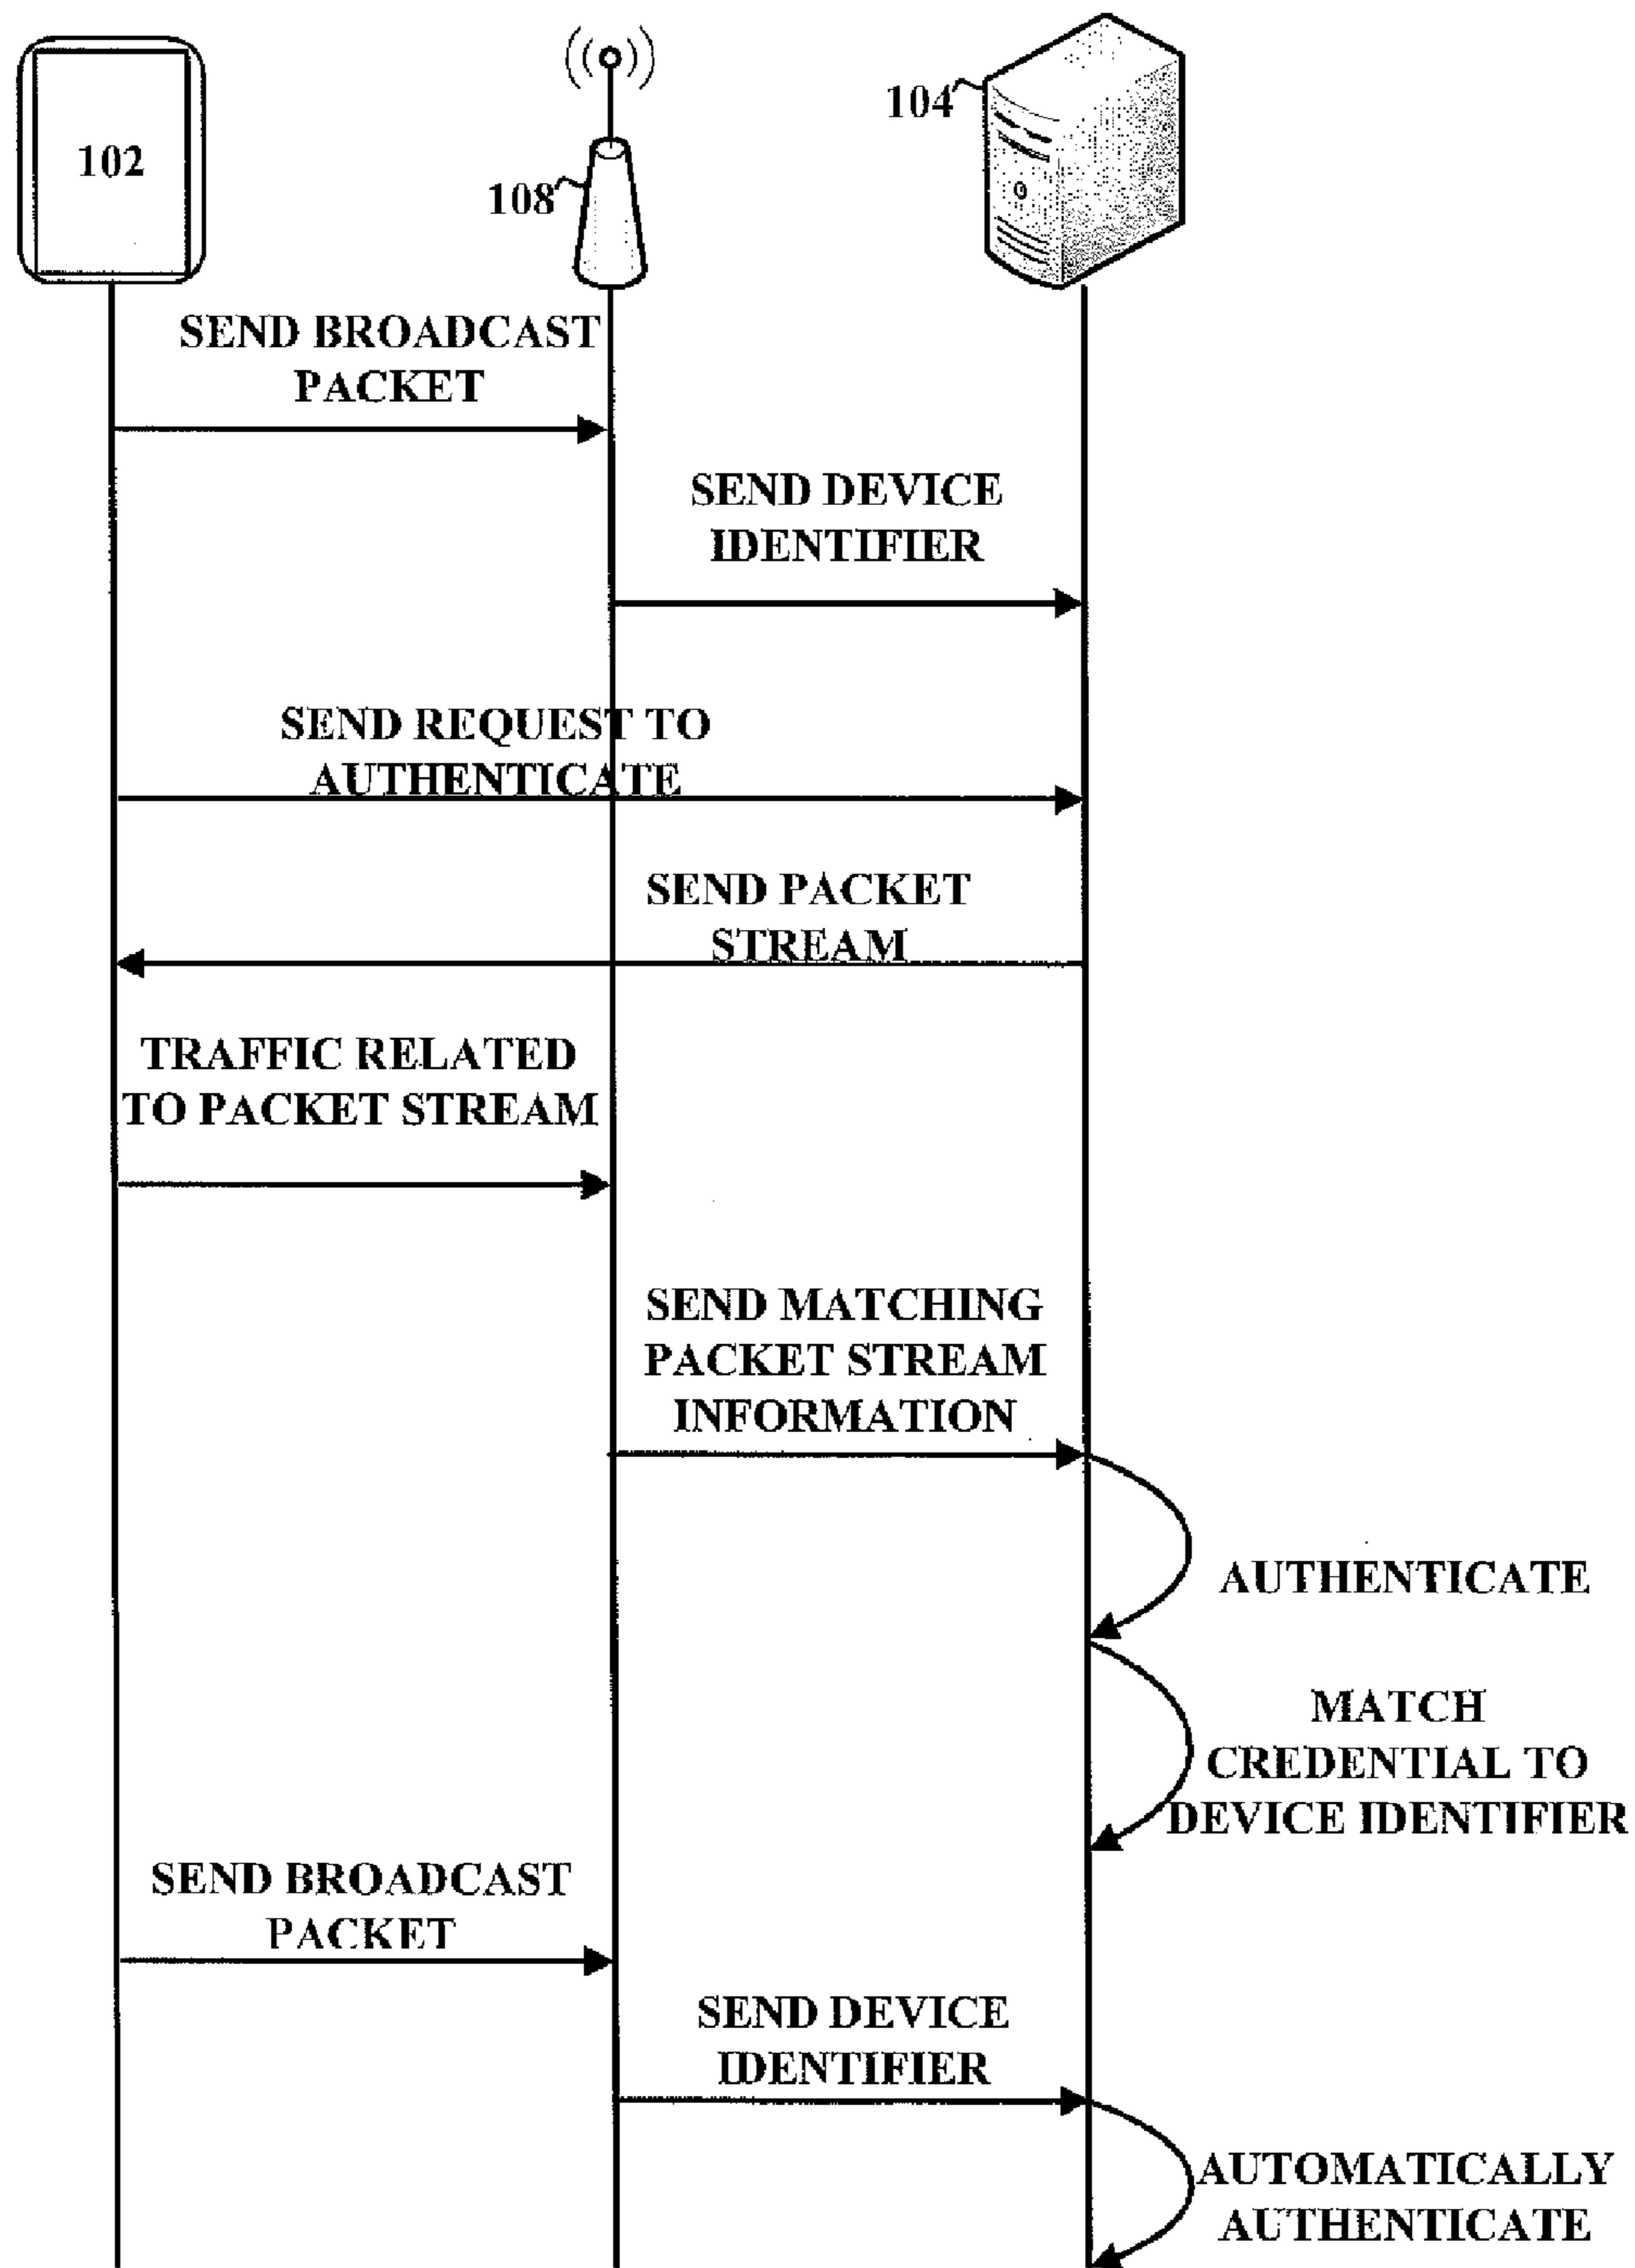 104
102
108
SEND BROADCAST
PACKET
SEND DEVICE
IDENTIFIER
SEND REQUEST TO
AUTHENTICATE
SEND PACKET
STREAM
TRAFFIC RELATED
TO PACKET STREAM
SEND MATCHING
PACKET STREAM
INFORMATION
AUTHENTICATE
MATCH
CREDENTIAL TO
DEVICE IDENTIFIER
SEND BROADCAST
PACKET
SEND DEVICE
IDENTIFIER
AUTOMATICALLY
AUTHENTICATE